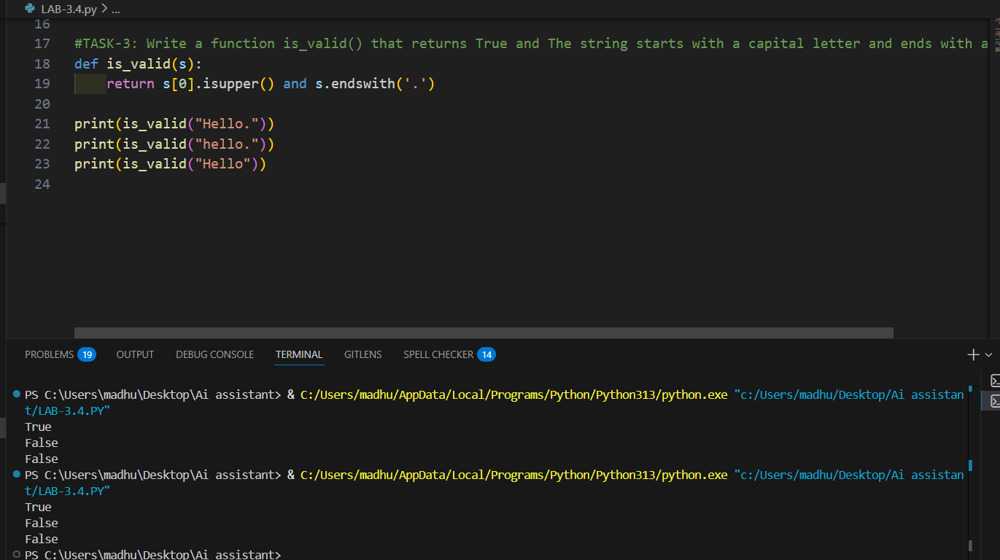 LAB-3.4.py > ...
16
17 #TASK-3: Write a function is_valid() that returns True and The string starts with a capital letter and ends with a
18 def is_valid(s):
19     return s[0].isupper() and s.endswith('.')
20
21 print(is_valid("Hello."))
22 print(is_valid("hello."))
23 print(is_valid("Hello"))
24
PROBLEMS 19 OUTPUT DEBUG CONSOLE TERMINAL GITLENS SPELL CHECKER 14
PS C:\Users\madhu\Desktop\Ai assistant> & C:/Users/madhu/AppData/Local/Programs/Python/Python313/python.exe "c:/Users/madhu/Desktop/Ai assistan
t/LAB-3.4.PY"
True
False
False
PS C:\Users\madhu\Desktop\Ai assistant> & C:/Users/madhu/AppData/Local/Programs/Python/Python313/python.exe "c:/Users/madhu/Desktop/Ai assistan
t/LAB-3.4.PY"
True
False
False
PS C:\Users\madhu\Desktop\Ai assistant>